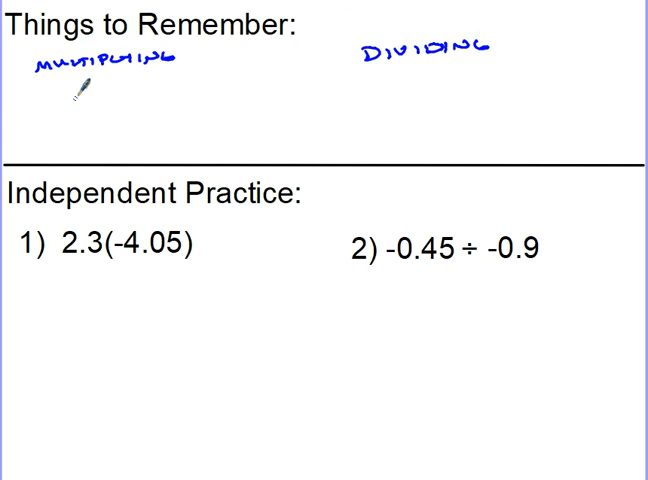 Things to Remember:
MULTIPLYING DIVIDING
Independent Practice:
1) 2.3(-4.05) 2) -0.45 ÷ -0.9